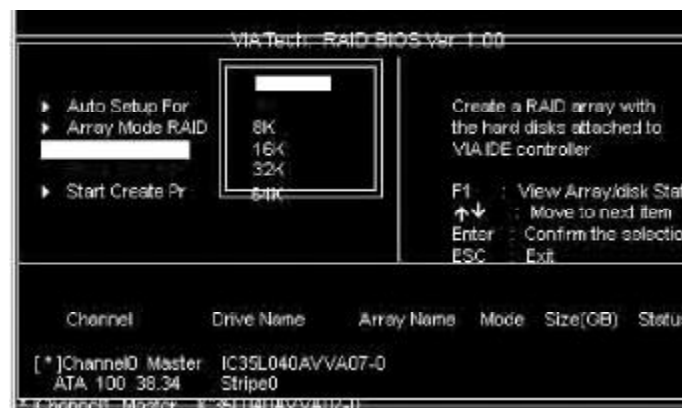 VIA Tech. RAID BIOS Ver 1.00
Auto Setup For
Array Mode RAID
Start Create Pr
8K
16K
32K
64K
Create a RAID array with
the hard disks attached to
VIA IDE controller
F1 : View Array/disk Stat
↑↓ : Move to next item
Enter : Confirm the selectio
ESC : Exit
Channel Drive Name Array Name Mode Size(GB) Status
[*]Channel0 Master IC35L040AVVA07-0
ATA 100 38.34 Stripe0